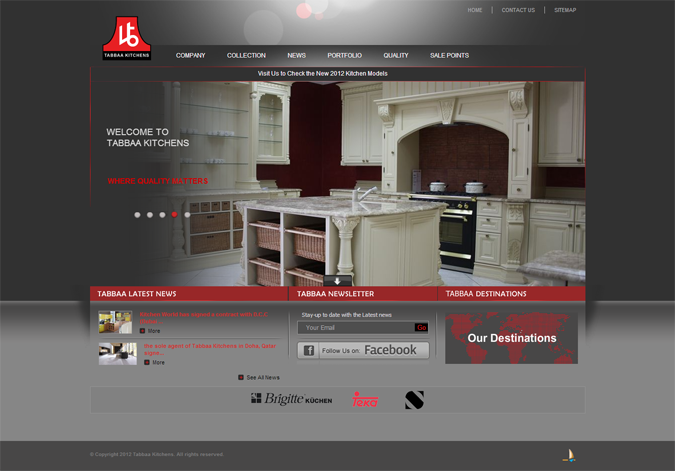 HOME
CONTACT US
SITEMAP
TABBAA KITCHENS
COMPANY
COLLECTION
NEWS
PORTFOLIO
QUALITY
SALE POINTS
Visit Us to Check the New 2012 Kitchen Models
WELCOME TO
TABBAA KITCHENS
WHERE QUALITY MATTERS
TABBAA LATEST NEWS
Kitchen World has signed a contract with
More
the sole agent of Tabbaa Kitchens in Doha, Qatar
signs...
More
See All News
TABBAA NEWSLETTER
Stay-up to date with the Latest news
Your Email
Go
Follow Us on: Facebook
TABBAA DESTINATIONS
Our Destinations
Brigitte KÜCHEN
Teka
© Copyright 2012 Tabbaa Kitchens. All rights reserved.